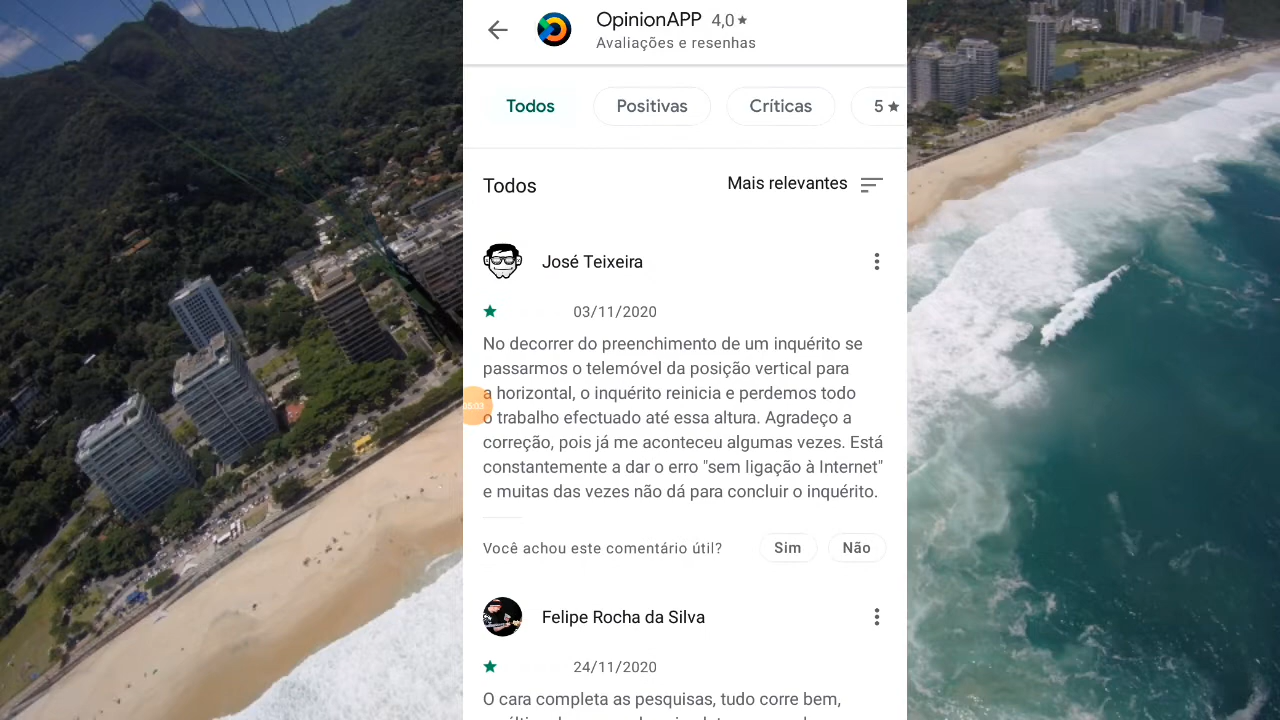 OpinionAPP 4,0★
Avaliações e resenhas
Todos
Positivas
Críticas
5★
Todos
Mais relevantes
José Teixeira
03/11/2020
No decorrer do preenchimento de um inquérito se
passarmos o telemóvel da posição vertical para
a horizontal, o inquérito reinicia e perdemos todo
o trabalho efectuado até essa altura. Agradeço a
correção, pois já me aconteceu algumas vezes. Está
constantemente a dar o erro "sem ligação à Internet"
e muitas das vezes não dá para concluir o inquérito.
05:03
Você achou este comentário útil?
Sim
Não
Felipe Rocha da Silva
24/11/2020
O cara completa as pesquisas, tudo corre bem,